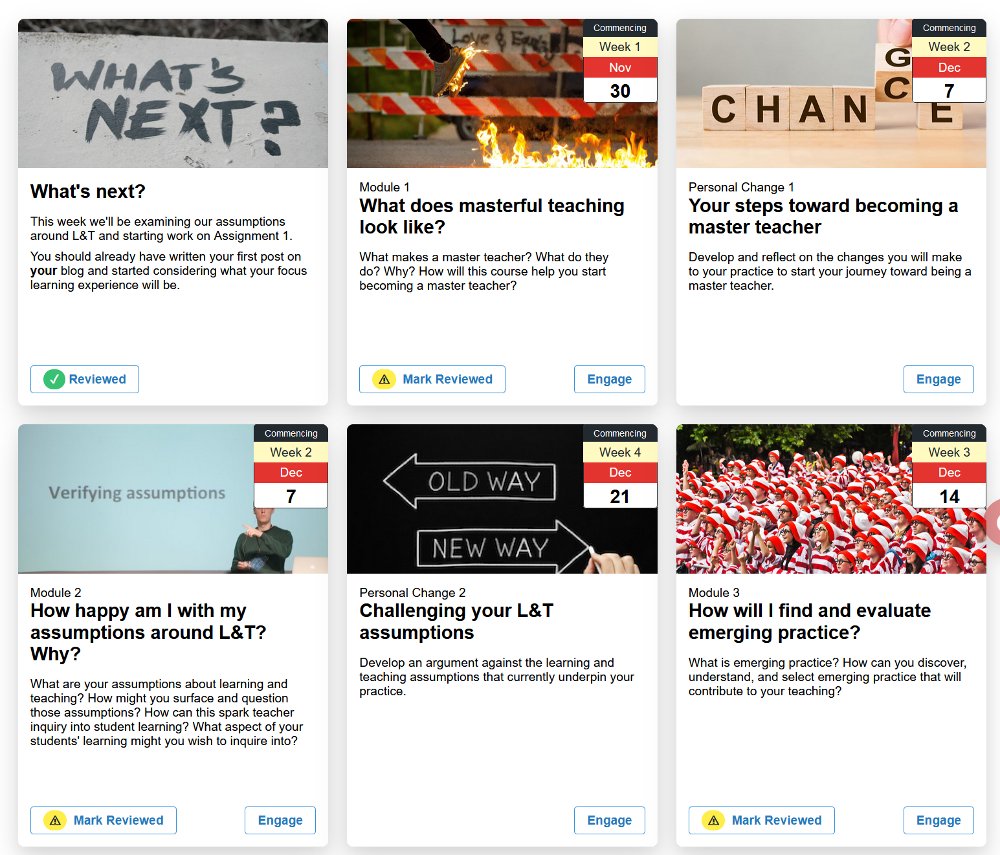 WHAT'S
NEXT?
What's next?
This week we'll be examining our assumptions
around L&T and starting work on Assignment 1.
You should already have written your first post on
your blog and started considering what your focus
learning experience will be.
Reviewed
Love &
Commencing
Week 1
Nov
30
Module 1
What does masterful teaching
look like?
What makes a master teacher? What do they
do? Why? How will this course help you start
becoming a master teacher?
Mark Reviewed
Engage
G
CHANCE
Commencing
Week 2
Dec
7
Personal Change 1
Your steps toward becoming a
master teacher
Develop and reflect on the changes you will make
to your practice to start your journey toward being a
master teacher.
Engage
Verifying assumptions
Commencing
Week 2
Dec
7
Module 2
How happy am I with my
assumptions around L&T?
Why?
What are your assumptions about learning and
teaching? How might you surface and question
those assumptions? How can this spark teacher
inquiry into student learning? What aspect of your
students' learning might you wish to inquire into?
Mark Reviewed
Engage
OLD WAY
NEW WAY
Commencing
Week 4
Dec
21
Personal Change 2
Challenging your L&T
assumptions
Develop an argument against the learning and
teaching assumptions that currently underpin your
practice.
Engage
Commencing
Week 3
Dec
14
Module 3
How will I find and evaluate
emerging practice?
What is emerging practice? How can you discover,
understand, and select emerging practice that will
contribute to your teaching?
Mark Reviewed
Engage